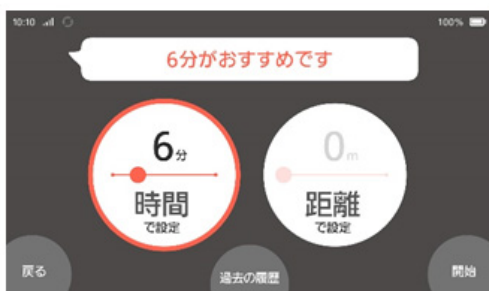 10:10
100%
6分がおすすめです
6分
時間
で設定
0m
距離
で設定
戻る
過去の履歴
開始